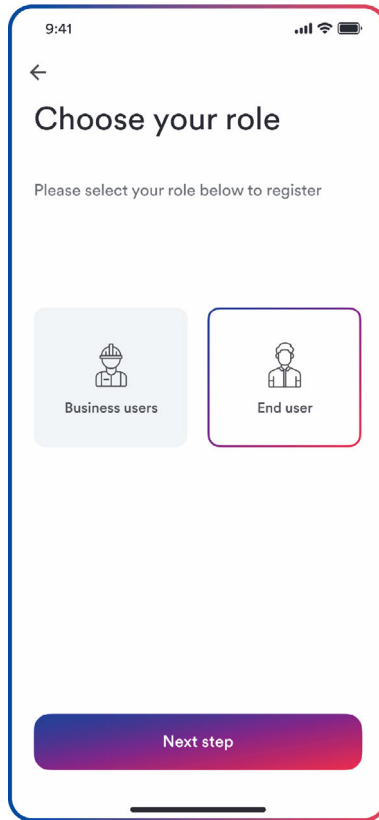 9:41
Choose your role
Please select your role below to register
Business users
End user
Next step